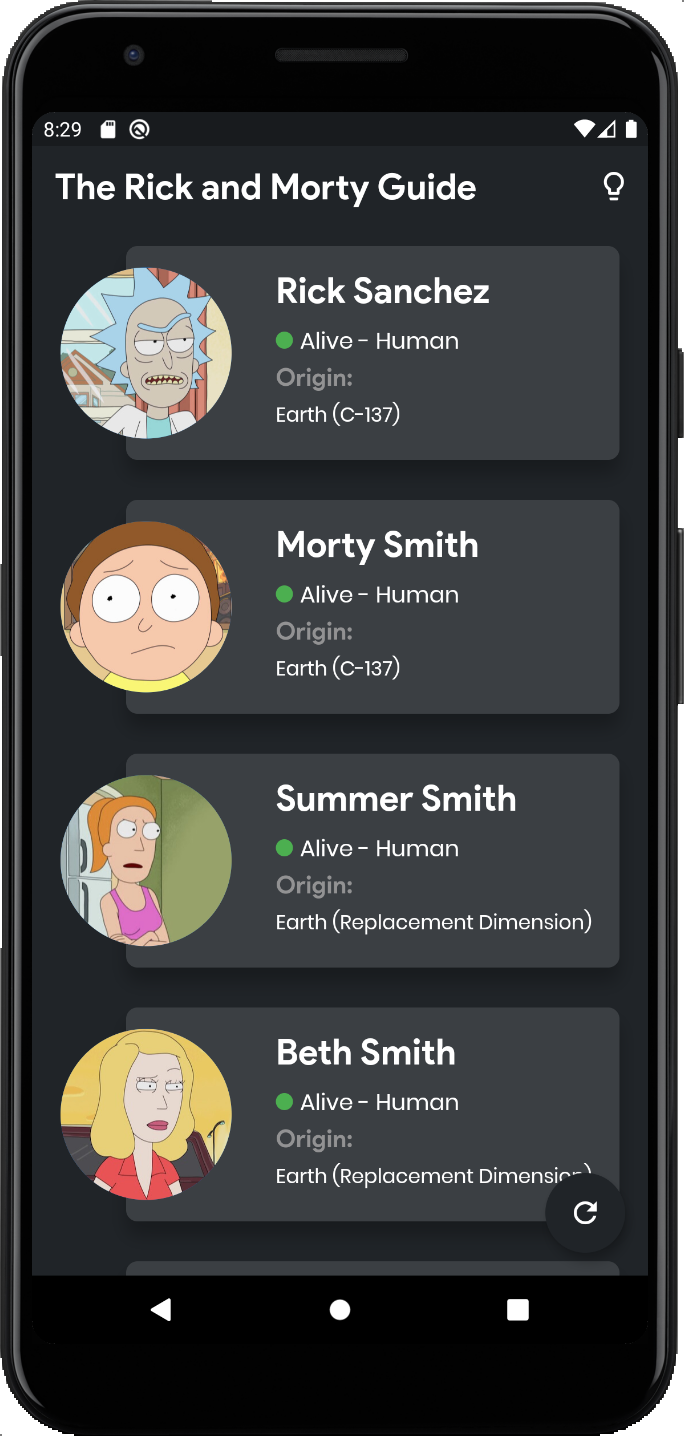 8:29
The Rick and Morty Guide
Rick Sanchez
Alive - Human
Origin:
Earth (C-137)
Morty Smith
Alive - Human
Origin:
Earth (C-137)
Summer Smith
Alive - Human
Origin:
Earth (Replacement Dimension)
Beth Smith
Alive - Human
Origin:
Earth (Replacement Dimension)